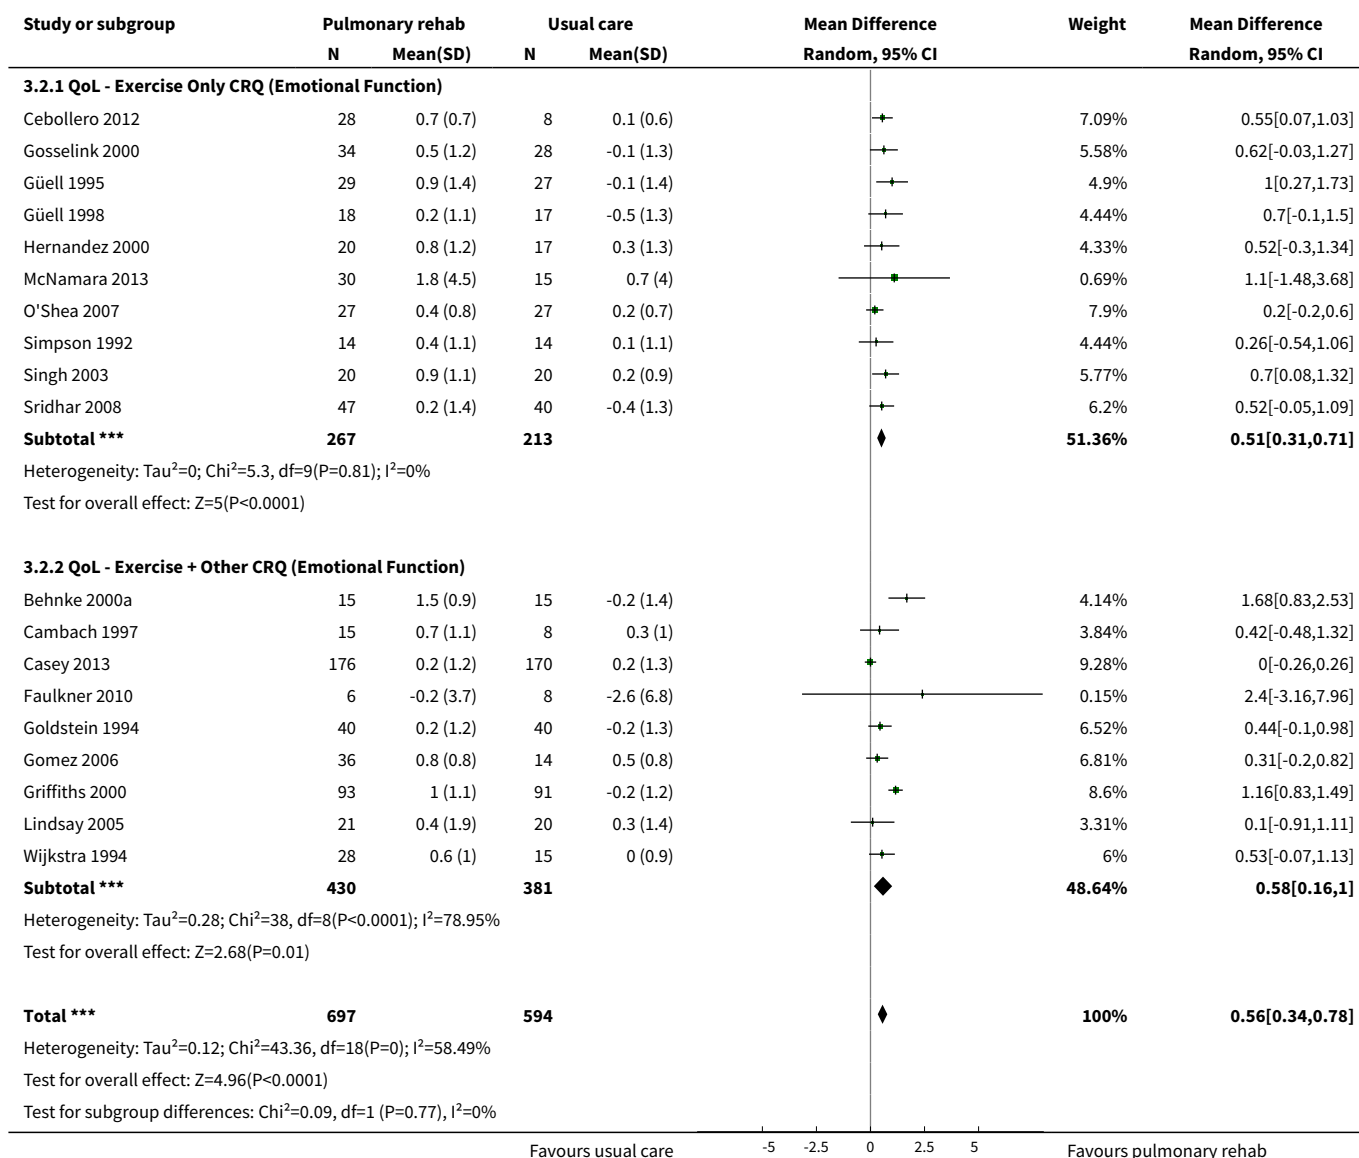 Study or subgroup Pulmonary rehab Usual care Mean Difference Weight Mean Difference
N Mean(SD) N Mean(SD) Random, 95% CI Random, 95% CI
3.2.1 QoL - Exercise Only CRQ (Emotional Function)
Cebollero 2012 28 0.7 (0.7) 8 0.1 (0.6) 7.09% 0.55[0.07,1.03]
Gosselink 2000 34 0.5 (1.2) 28 -0.1 (1.3) 5.58% 0.62[-0.03,1.27]
Güell 1995 29 0.9 (1.4) 27 -0.1 (1.4) 4.9% 1[0.27,1.73]
Güell 1998 18 0.2 (1.1) 17 -0.5 (1.3) 4.44% 0.7[-0.1,1.5]
Hernandez 2000 20 0.8 (1.2) 17 0.3 (1.3) 4.33% 0.52[-0.3,1.34]
McNamara 2013 30 1.8 (4.5) 15 0.7 (4) 0.69% 1.1[-1.48,3.68]
O'Shea 2007 27 0.4 (0.8) 27 0.2 (0.7) 7.9% 0.2[-0.2,0.6]
Simpson 1992 14 0.4 (1.1) 14 0.1 (1.1) 4.44% 0.26[-0.54,1.06]
Singh 2003 20 0.9 (1.1) 20 0.2 (0.9) 5.77% 0.7[0.08,1.32]
Sridhar 2008 47 0.2 (1.4) 40 -0.4 (1.3) 6.2% 0.52[-0.05,1.09]
Subtotal *** 267 213 51.36% 0.51[0.31,0.71]
Heterogeneity: Tau²=0; Chi²=5.3, df=9(P=0.81); I²=0%
Test for overall effect: Z=5(P<0.0001)
3.2.2 QoL - Exercise + Other CRQ (Emotional Function)
Behnke 2000a 15 1.5 (0.9) 15 -0.2 (1.4) 4.14% 1.68[0.83,2.53]
Cambach 1997 15 0.7 (1.1) 8 0.3 (1) 3.84% 0.42[-0.48,1.32]
Casey 2013 176 0.2 (1.2) 170 0.2 (1.3) 9.28% 0[-0.26,0.26]
Faulkner 2010 6 -0.2 (3.7) 8 -2.6 (6.8) 0.15% 2.4[-3.16,7.96]
Goldstein 1994 40 0.2 (1.2) 40 -0.2 (1.3) 6.52% 0.44[-0.1,0.98]
Gomez 2006 36 0.8 (0.8) 14 0.5 (0.8) 6.81% 0.31[-0.2,0.82]
Griffiths 2000 93 1 (1.1) 91 -0.2 (1.2) 8.6% 1.16[0.83,1.49]
Lindsay 2005 21 0.4 (1.9) 20 0.3 (1.4) 3.31% 0.1[-0.91,1.11]
Wijkstra 1994 28 0.6 (1) 15 0 (0.9) 6% 0.53[-0.07,1.13]
Subtotal *** 430 381 48.64% 0.58[0.16,1]
Heterogeneity: Tau²=0.28; Chi²=38, df=8(P<0.0001); I²=78.95%
Test for overall effect: Z=2.68(P=0.01)
Total *** 697 594 100% 0.56[0.34,0.78]
Heterogeneity: Tau²=0.12; Chi²=43.36, df=18(P=0); I²=58.49%
Test for overall effect: Z=4.96(P<0.0001)
Test for subgroup differences: Chi²=0.09, df=1 (P=0.77), I²=0%
Favours usual care -5 -2.5 0 2.5 5 Favours pulmonary rehab